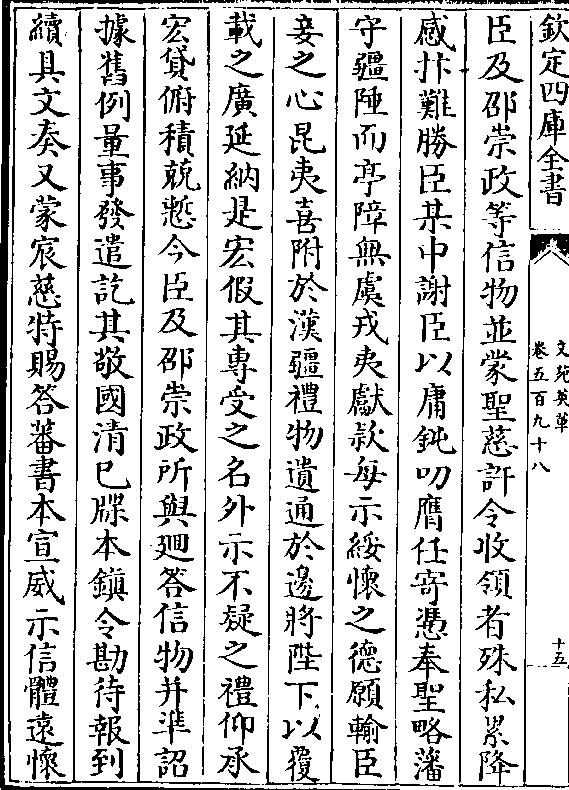 欽定四庫全書
文苑英華
卷五百九十八
十五
臣及邵崇政等信物並蒙聖慈許令收領者殊私累降
感抃難勝臣某中謝臣以庸鈍叨膺任寄憑奉聖略藩
守疆陲而亭障無虞戎夷獻款每示綏懷之德願輸臣
妾之心昆夷喜附於漢疆禮物遺通於邊將陛下以覆
載之廣延納是宏假其專受之名外示不疑之禮仰承
宏貸俯積兢慙今臣及邵崇政所與廻答信物并準詔
據舊例量事發遣訖其敬國清已牒本鎮令勘待報到
續具文奏又蒙宸慈特賜答蕃書本宣威示信體遠懷